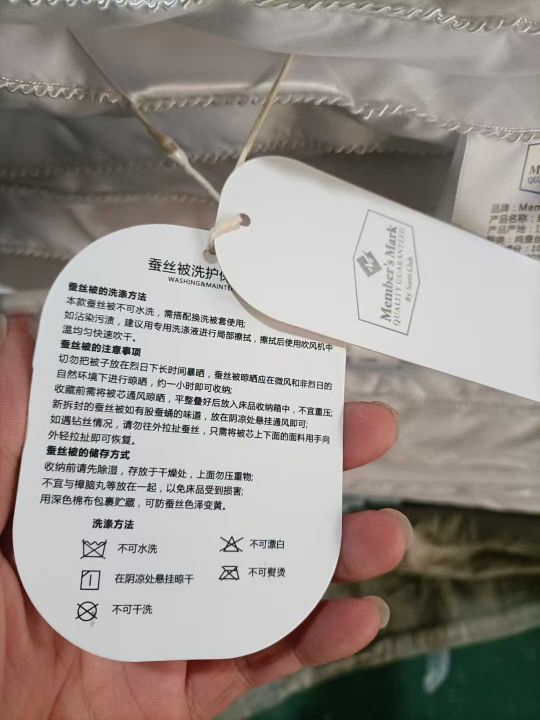 蚕丝被洗护
WASHING&MAINTE
蚕丝被的洗涤方法
本款蚕丝被不可水洗，需搭配换洗被套使用；
如沾染污渍，建议用专用洗涤液进行局部擦拭，擦拭后使用吹风机中
温均匀快速吹干。
蚕丝被的注意事项
切勿把被子放在烈日下长时间暴晒，蚕丝被晾晒应在微风和非烈日的
自然环境下进行晾晒，约一小时即可收纳；
收藏前需将被芯通风晾晒，平整叠好后放入床品收纳箱中，不宜重压；
新拆封的蚕丝被如有股蚕蛹的味道，放在阴凉处悬挂通风即可；
如遇钻丝情况，请勿往外拉扯蚕丝，只需将被芯上下面的面料用手向
外轻拉扯即可恢复。
蚕丝被的储存方式
收纳前请先除湿，存放于干燥处，上面勿压重物；
不宜与樟脑丸等放在一起，以免床品受到损害；
用深色棉布包裹贮藏，可防蚕丝色泽变黄。
洗涤方法
不可水洗
不可漂白
在阴凉处悬挂晾干
不可熨烫
不可干洗
Member's Mark
QUALITY GUARANTEED
By Sam's Club
品牌：Mem
产品名称：
产品产地：江